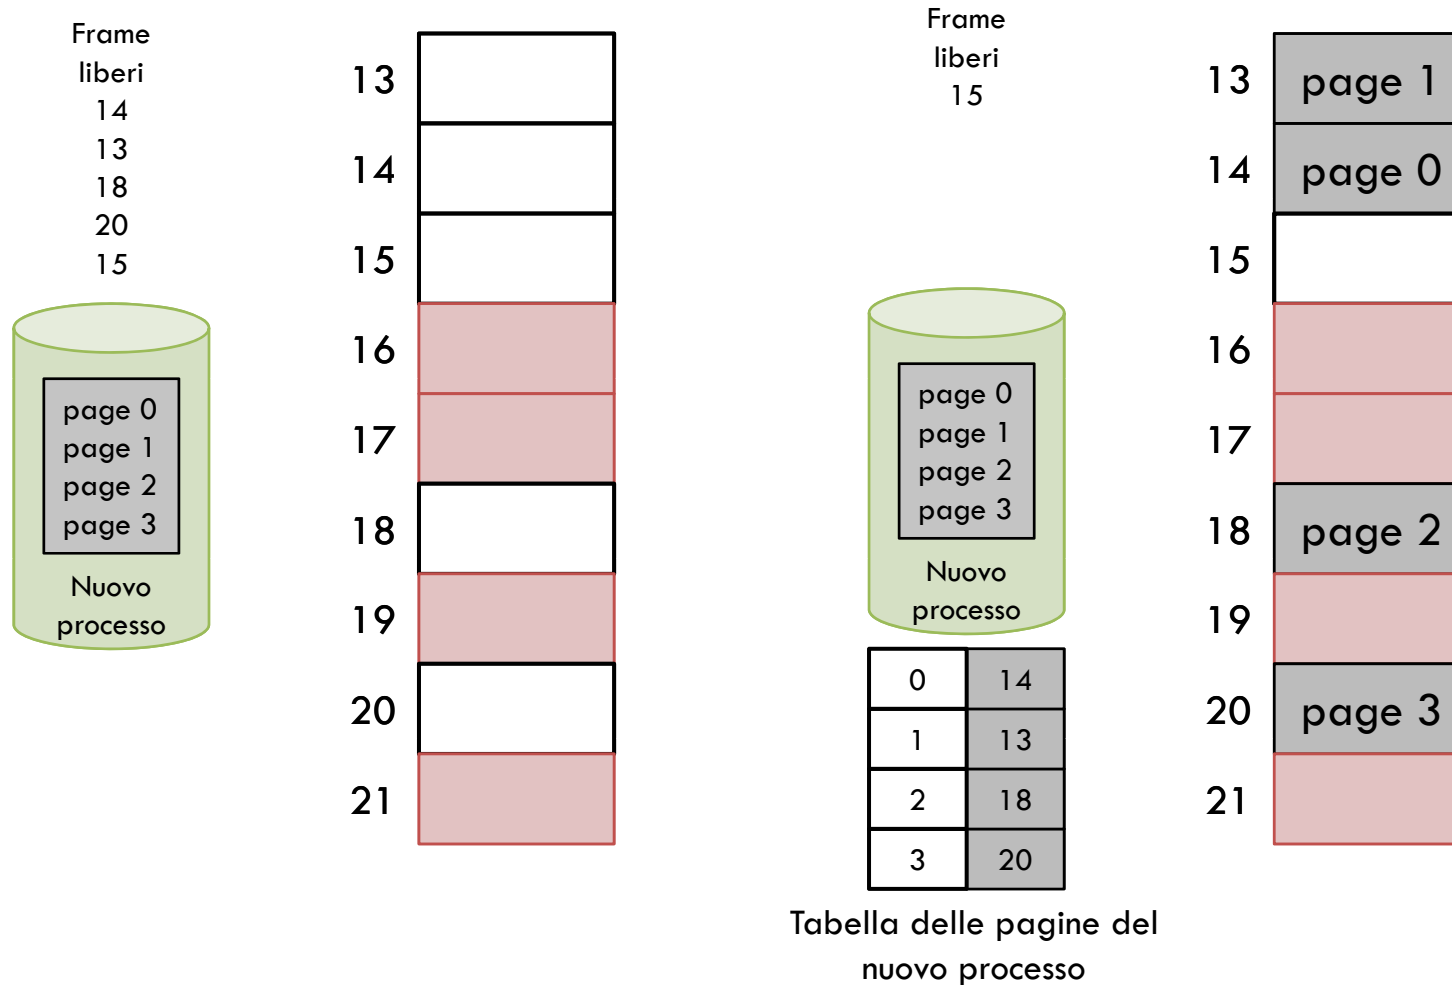 Frame
liberi
14
13
18
20
15
page 0
page 1
page 2
page 3
Nuovo
processo
13
14
15
16
17
18
19
20
21
Frame
liberi
15
page 0
page 1
page 2
page 3
Nuovo
processo
0 14
1 13
2 18
3 20
Tabella delle pagine del
nuovo processo
13 page 1
14 page 0
15
16
17
18 page 2
19
20 page 3
21